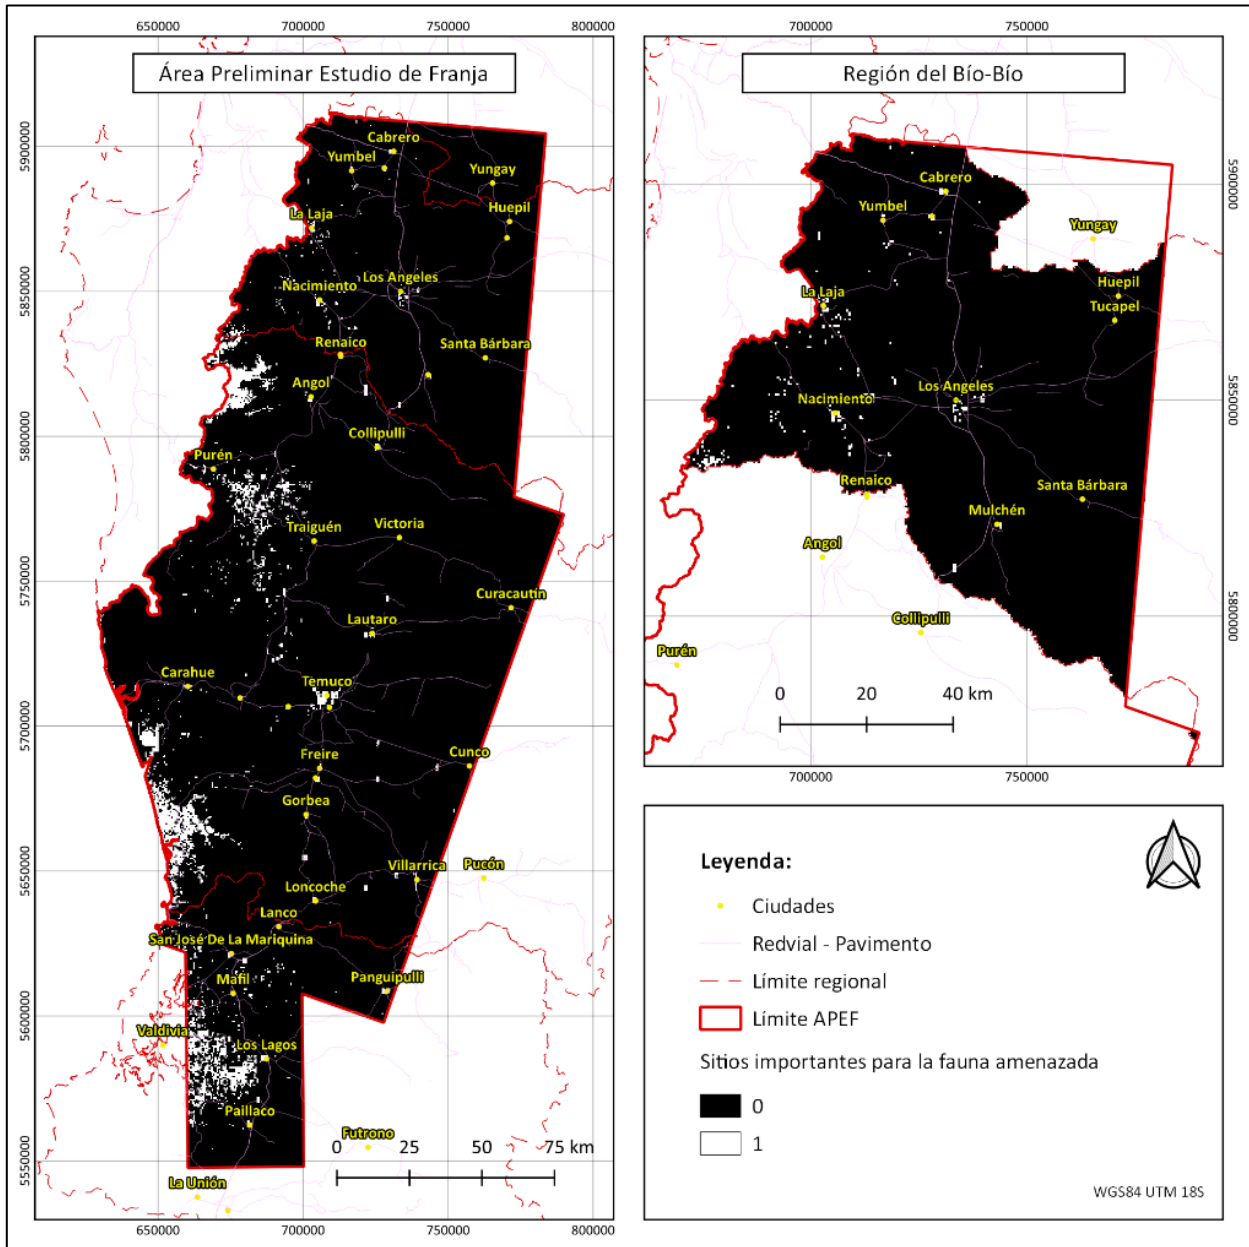 650000 700000 750000 800000
Área Preliminar Estudio de Franja
5900000
5850000
5800000
5750000
5700000
5650000
5600000
5550000
Cabrero
Yumbel
Yungay
Huepil
La Laja
Los Angeles
Nacimiento
Renaico
Santa Bárbara
Angol
Collipulli
Purén
Traiguén
Victoria
Curacautín
Lautaro
Carahue
Temuco
Freire
Cunco
Gorbea
Villarrica
Pucón
Loncoche
Lanco
San José De La Mariquina
Mafil
Panguipulli
Valdivia
Los Lagos
Paillaco
Futrono
0 25 50 75 km
La Unión
650000 700000 750000 800000
700000 750000
Región del Bío-Bío
5900000
5850000
5800000
Cabrero
Yumbel
Yungay
Huepil
La Laja
Tucapel
Los Angeles
Nacimiento
Renaico
Santa Bárbara
Mulchén
Angol
Collipulli
Purén
0 20 40 km
700000 750000
Leyenda:
Ciudades
Redvial - Pavimento
Límite regional
Límite APEF
Sitios importantes para la fauna amenazada
0
1
WGS84 UTM 18S